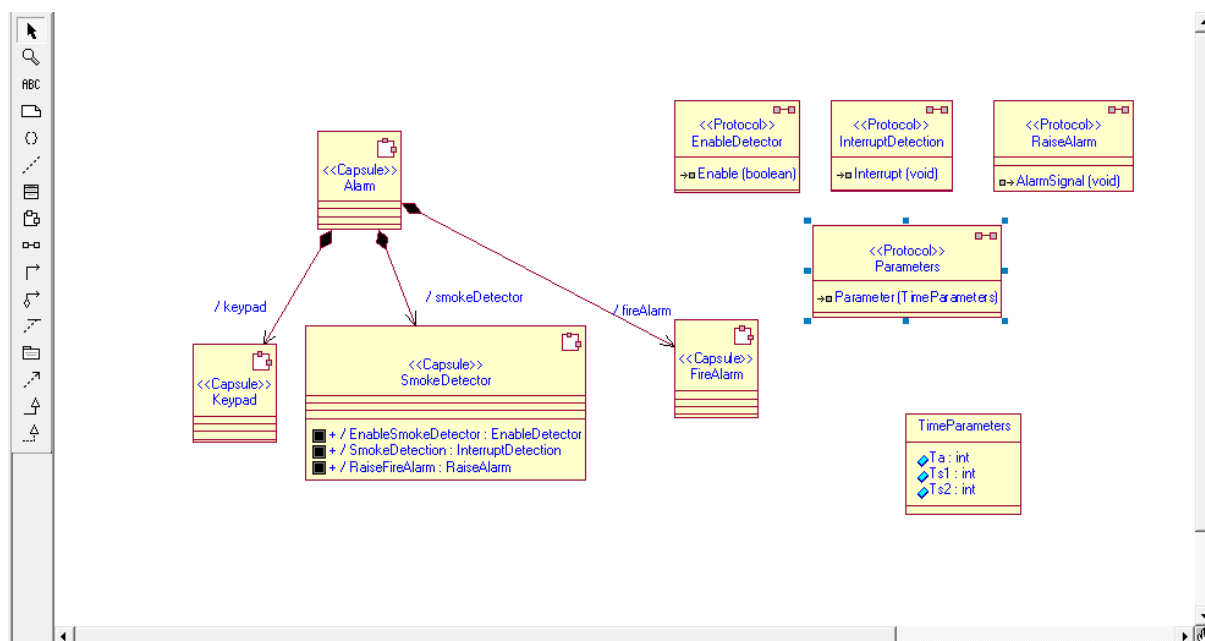 ABC
<<Capsule>>
Alarm
/ keypad
/ smokeDetector
/ fireAlarm
<<Capsule>>
Keypad
<<Capsule>>
SmokeDetector
+ / EnableSmokeDetector : EnableDetector
+ / SmokeDetection : InterruptDetection
+ / RaiseFireAlarm : RaiseAlarm
<<Capsule>>
FireAlarm
<<Protocol>>
EnableDetector
Enable (boolean)
<<Protocol>>
InterruptDetection
Interrupt (void)
<<Protocol>>
RaiseAlarm
AlarmSignal (void)
<<Protocol>>
Parameters
Parameter (TimeParameters)
TimeParameters
Ta : int
Ts1 : int
Ts2 : int